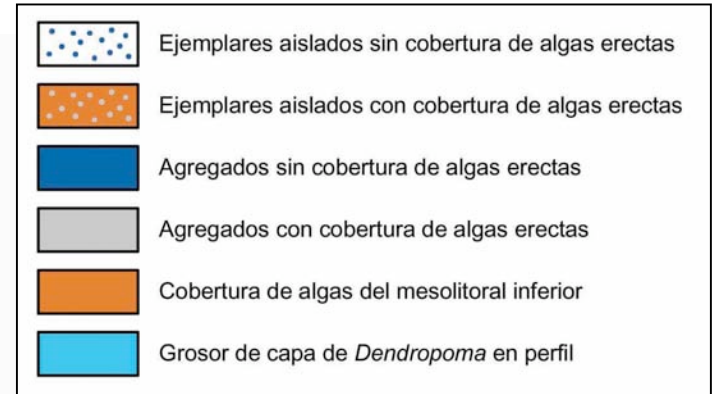 Ejemplares aislados sin cobertura de algas erectas
Ejemplares aislados con cobertura de algas erectas
Agregados sin cobertura de algas erectas
Agregados con cobertura de algas erectas
Cobertura de algas del mesolitoral inferior
Grosor de capa de Dendropoma en perfil